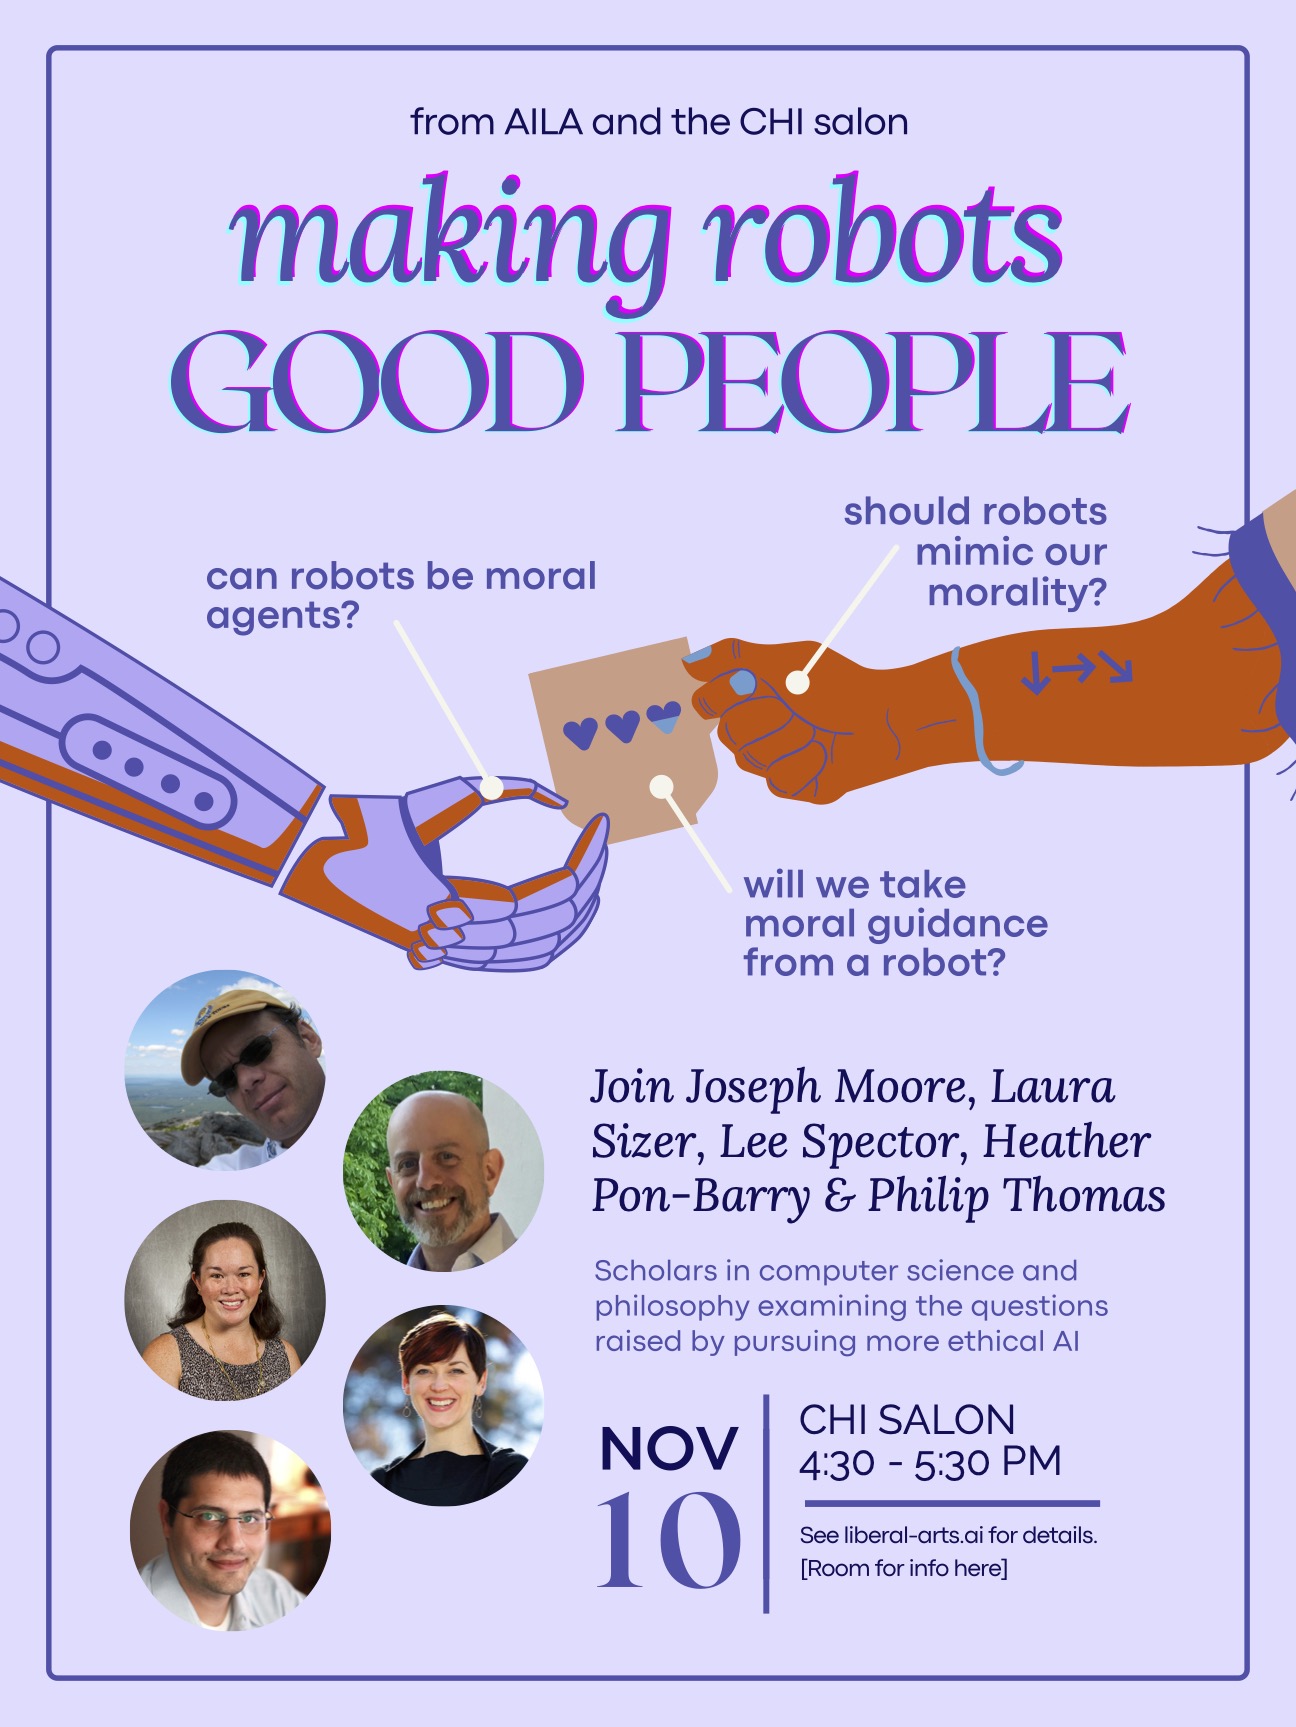 from AILA and the CHI salon
making robots
GOOD PEOPLE
should robots
mimic our
morality?
can robots be moral
agents?
will we take
moral guidance
from a robot?
Join Joseph Moore, Laura
Sizer, Lee Spector, Heather
Pon-Barry & Philip Thomas
Scholars in computer science and
philosophy examining the questions
raised by pursuing more ethical AI
NOV
10
CHI SALON
4:30 - 5:30 PM
See liberal-arts.ai for details.
[Room for info here]